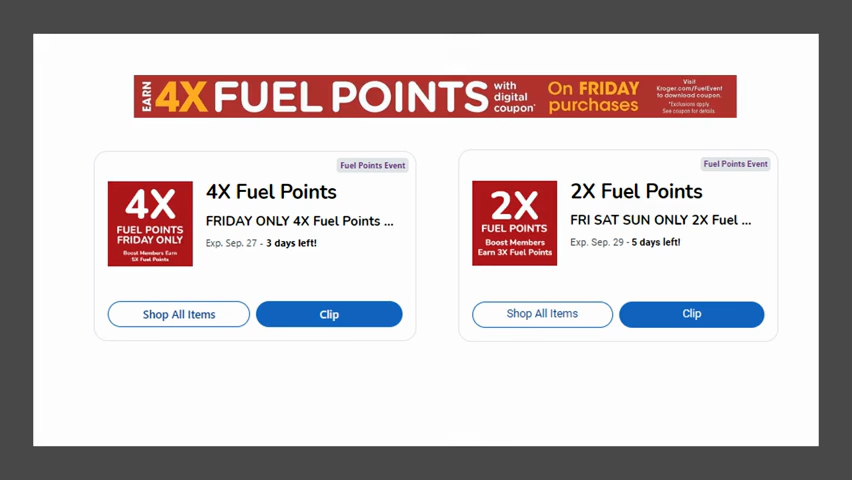 EARN 4X FUEL POINTS with digital coupon* On FRIDAY purchases
Visit
Kroger.com/FuelEvent
to download coupon.
*Exclusions apply.
See coupon for details.
Fuel Points Event
4X
FUEL POINTS
FRIDAY ONLY
Boost Members Earn
5X Fuel Points
4X Fuel Points
FRIDAY ONLY 4X Fuel Points ...
Exp. Sep. 27 - 3 days left!
Shop All Items
Clip
Fuel Points Event
2X
FUEL POINTS
Boost Members
Earn 3X Fuel Points
2X Fuel Points
FRI SAT SUN ONLY 2X Fuel ...
Exp. Sep. 29 - 5 days left!
Shop All Items
Clip